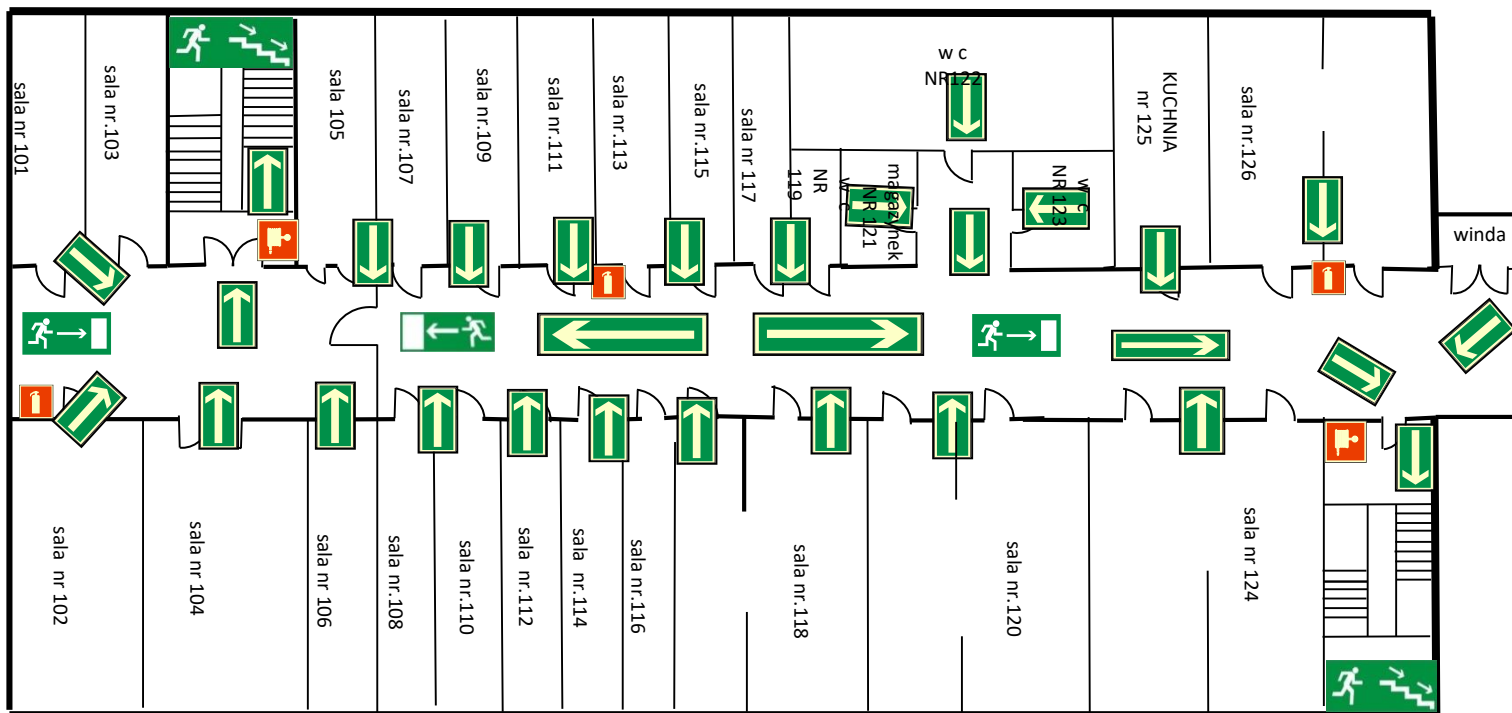 sala nr 101
sala nr.103
sala 105
sala nr.107
sala nr.109
sala nr.111
sala nr.113
sala nr.115
sala nr 117
NR
119
w c
NR122
w c
NR 121
magazynek
w c
NR 123
KUCHNIA
nr 125
sala nr.126
winda
sala nr 102
sala nr 104
sala nr 106
sala nr.108
sala nr.110
sala nr.112
sala nr.114
sala nr.116
sala nr.118
sala nr.120
sala nr 124